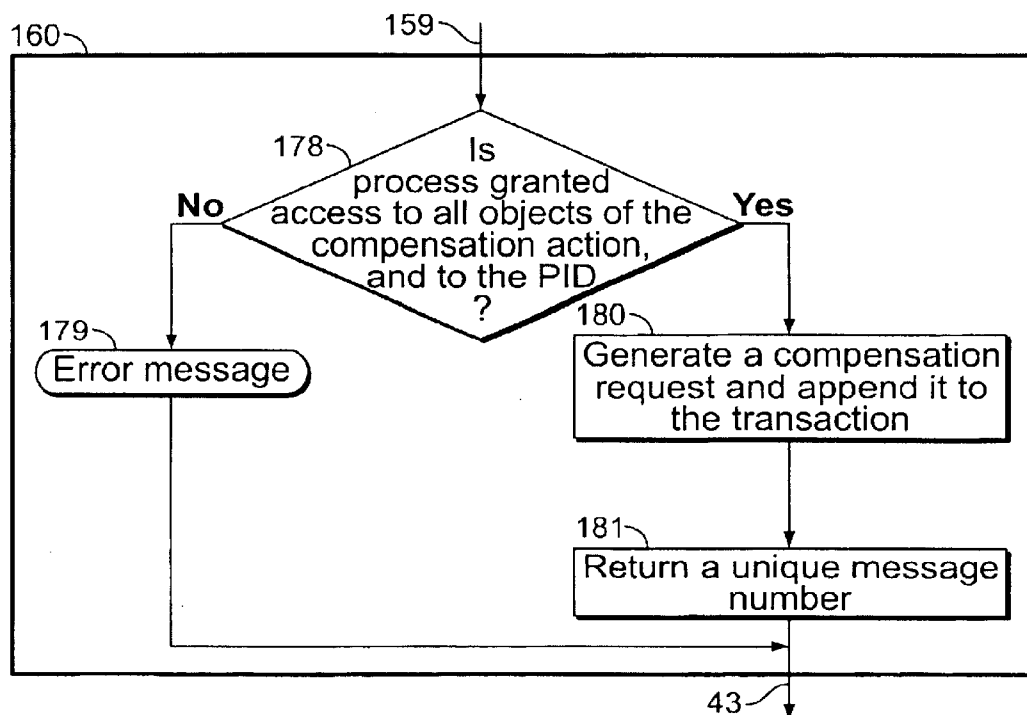 159
160
178
Is
process granted
access to all objects of the
compensation action,
and to the PID
?
No
Yes
179
Error message
180
Generate a compensation
request and append it to
the transaction
181
Return a unique message
number
43